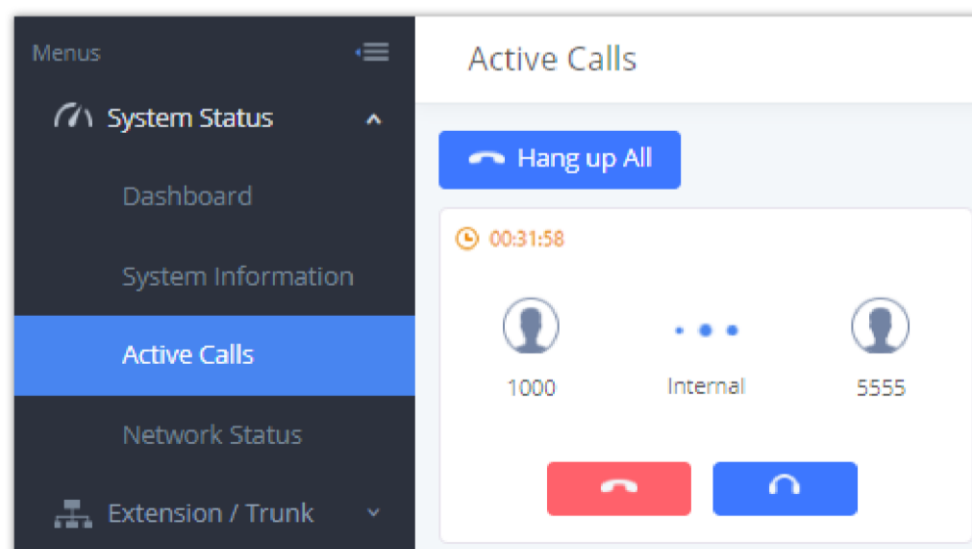 Menus
System Status
Dashboard
System Information
Active Calls
Network Status
Extension / Trunk
Active Calls
Hang up All
00:31:58
1000
Internal
5555